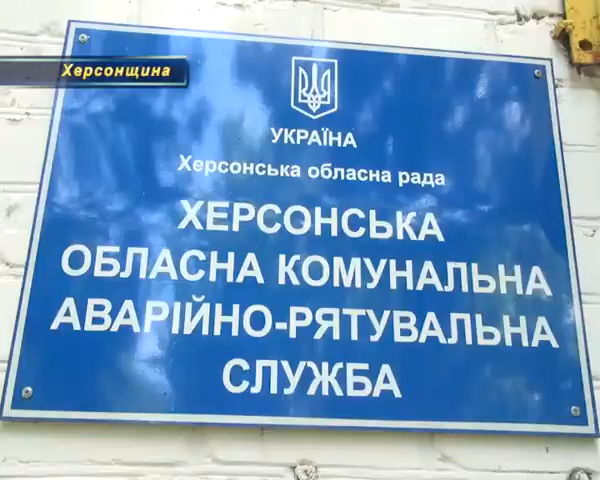 Херсонщина
УКРАЇНА
Херсонська обласна рада
ХЕРСОНСЬКА
ОБЛАСНА КОМУНАЛЬНА
АВАРІЙНО-РЯТУВАЛЬНА
СЛУЖБА